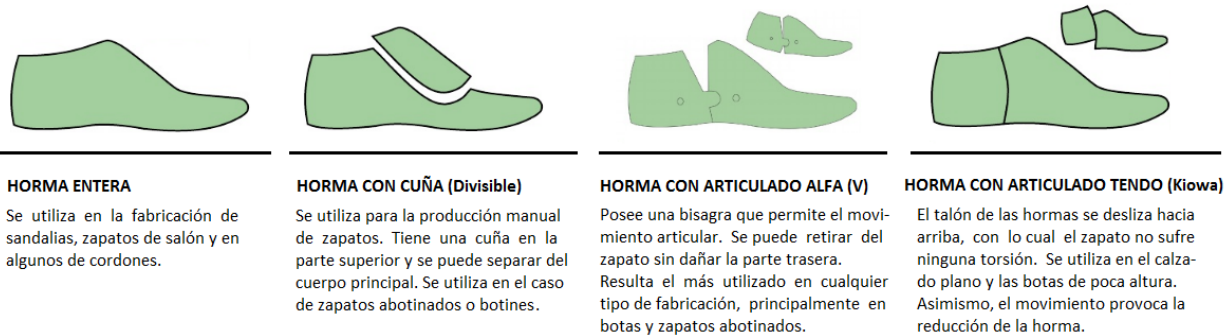 HORMA ENTERA
Se utiliza en la fabricación de
sandalias, zapatos de salón y en
algunos de cordones.
HORMA CON CUÑA (Divisible)
Se utiliza para la producción manual
de zapatos. Tiene una cuña en la
parte superior y se puede separar del
cuerpo principal. Se utiliza en el caso
de zapatos abotinados o botines.
HORMA CON ARTICULADO ALFA (V)
Posee una bisagra que permite el movi-
miento articular. Se puede retirar del
zapato sin dañar la parte trasera.
Resulta el más utilizado en cualquier
tipo de fabricación, principalmente en
botas y zapatos abotinados.
HORMA CON ARTICULADO TENDO (Kiowa)
El talón de las hormas se desliza hacia
arriba, con lo cual el zapato no sufre
ninguna torsión. Se utiliza en el calza-
do plano y las botas de poca altura.
Asimismo, el movimiento provoca la
reducción de la horma.